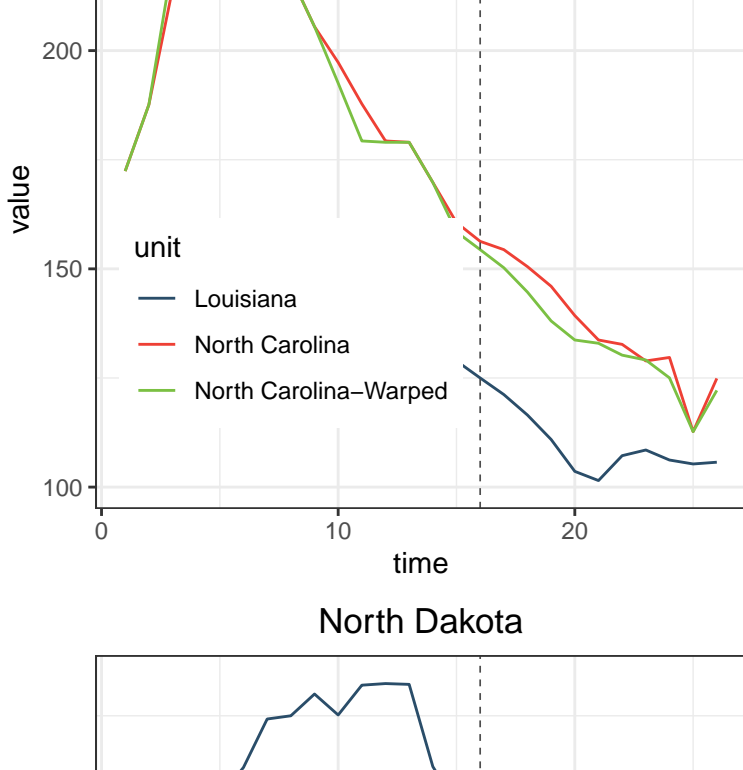 200
value
unit
150
Louisiana
North Carolina
North Carolina−Warped
100
0 10 20
time
North Dakota